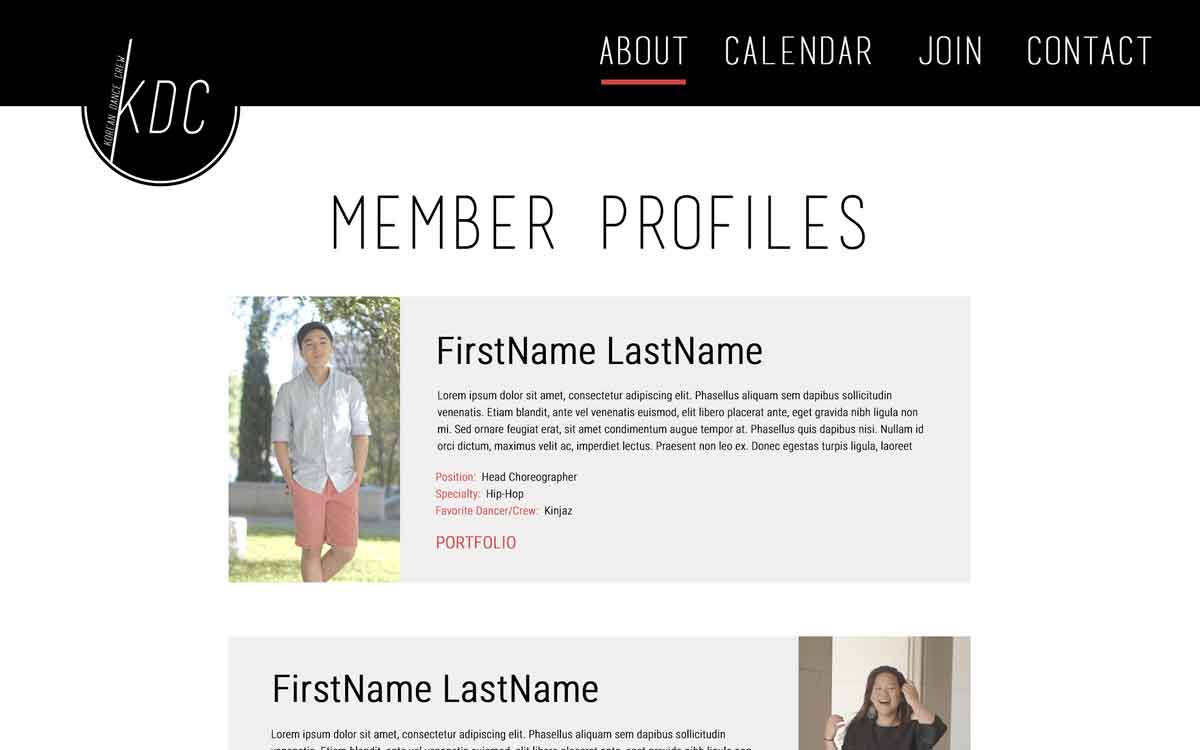 ABOUT CALENDAR JOIN CONTACT
KOREAN DANCE CREW
KDC
MEMBER PROFILES
FirstName LastName
Lorem ipsum dolor sit amet, consectetur adipiscing elit. Phasellus aliquam sem dapibus sollicitudin
venenatis. Etiam blandit, ante vel venenatis euismod, elit libero placerat ante, eget gravida nibh ligula non
mi. Sed ornare feugiat erat, sit amet condimentum augue tempor at. Phasellus quis dapibus nisi. Nullam id
orci dictum, maximus velit ac, imperdiet lectus. Praesent non leo ex. Donec egestas turpis ligula, laoreet
Position: Head Choreographer
Specialty: Hip-Hop
Favorite Dancer/Crew: Kinjaz
PORTFOLIO
FirstName LastName
Lorem ipsum dolor sit amet, consectetur adipiscing elit. Phasellus aliquam sem dapibus sollicitudin